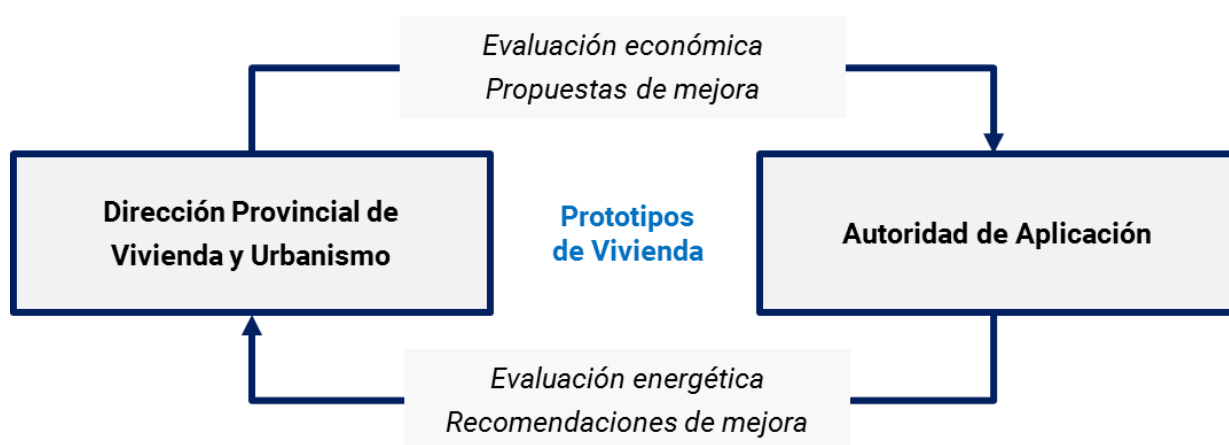 Evaluación económica
Propuestas de mejora
Dirección Provincial de
Vivienda y Urbanismo
Prototipos
de Vivienda
Autoridad de Aplicación
Evaluación energética
Recomendaciones de mejora